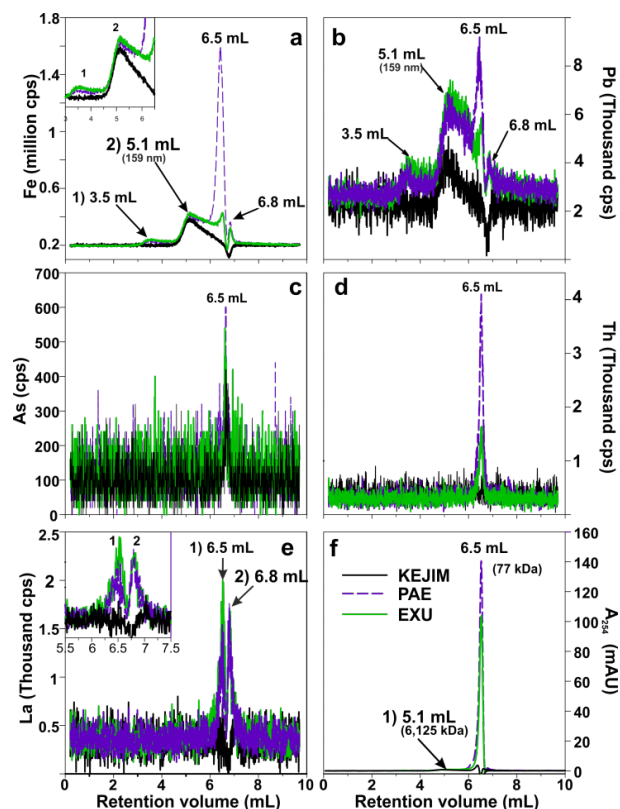 1.8
1.4
1
0.6
0.2
Fe (million cps)
a
2
1
3 4 5 6
6.5 mL
2) 5.1 mL
(159 nm)
1) 3.5 mL
6.8 mL
b
6.5 mL
5.1 mL
(159 nm)
3.5 mL
6.8 mL
8
6
4
2
Pb (Thousand cps)
700
600
500
400
300
200
100
0
As (cps)
c
6.5 mL
d
6.5 mL
4
3
2
1
Th (Thousand cps)
2.5
2
1.5
1
0.5
La (Thousand cps)
e
1 2
5.5 6 6.5 7 7.5
1) 6.5 mL
2) 6.8 mL
0 2 4 6 8 10
Retention volume (mL)
f
6.5 mL
(77 kDa)
KEJIM
PAE
EXU
1) 5.1 mL
(6,125 kDa)
160
140
120
100
80
60
40
20
0
A254 (mAU)
0 2 4 6 8 10
Retention volume (mL)